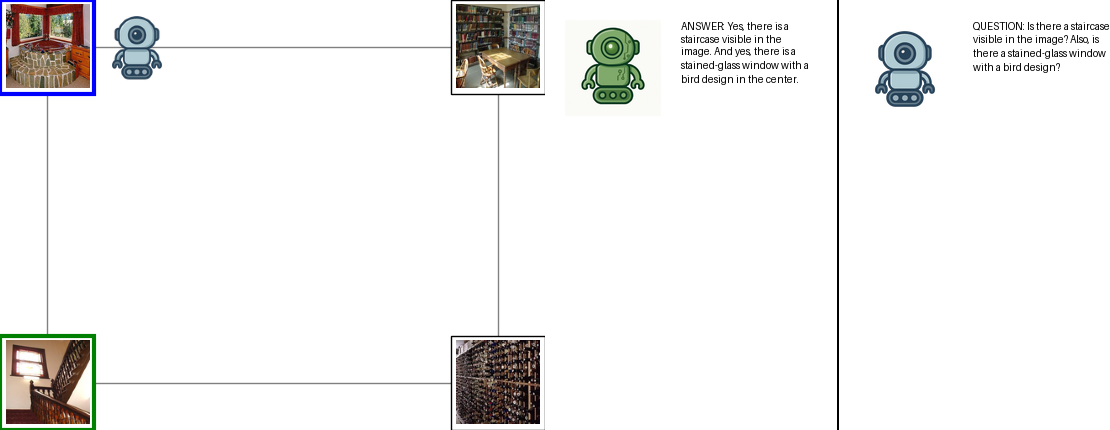 ANSWER: Yes, there is a
staircase visible in the
image. And yes, there is a
stained-glass window with a
bird design in the center.
QUESTION: Is there a staircase
visible in the image? Also, is
there a stained-glass window
with a bird design?